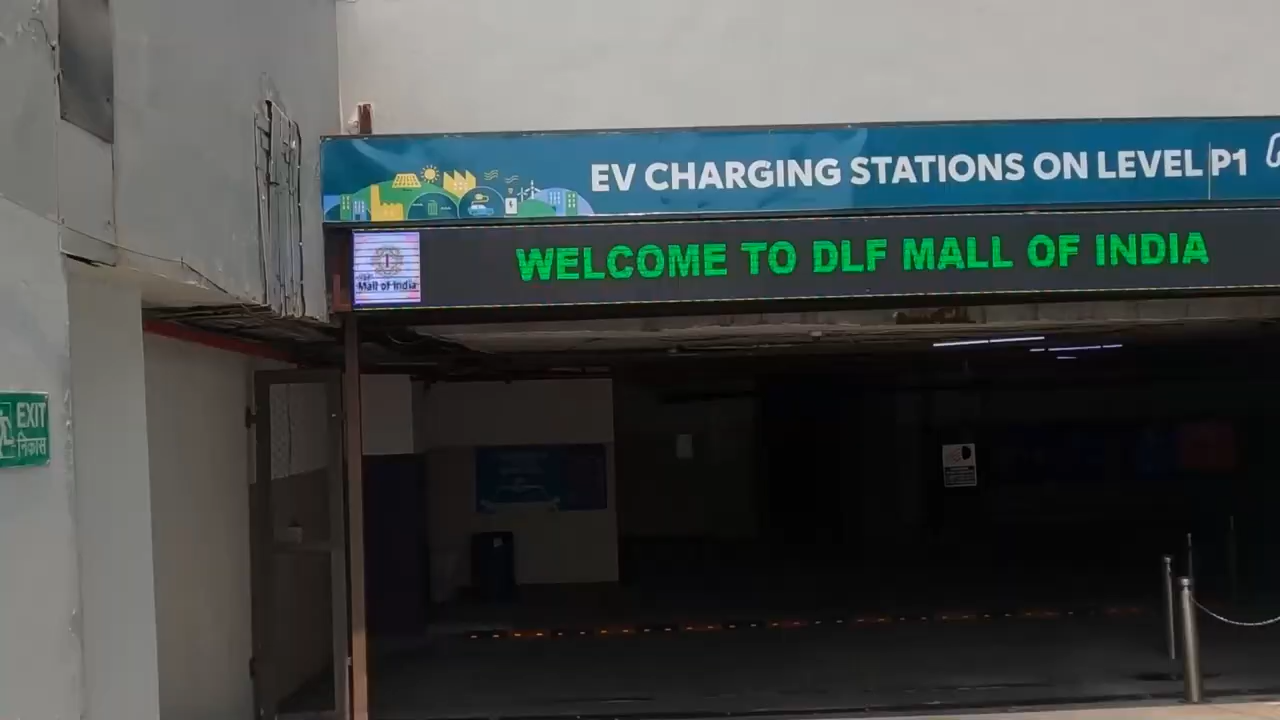 EV CHARGING STATIONS ON LEVEL P1
WELCOME TO DLF MALL OF INDIA
Mall of India
EXIT
निकास